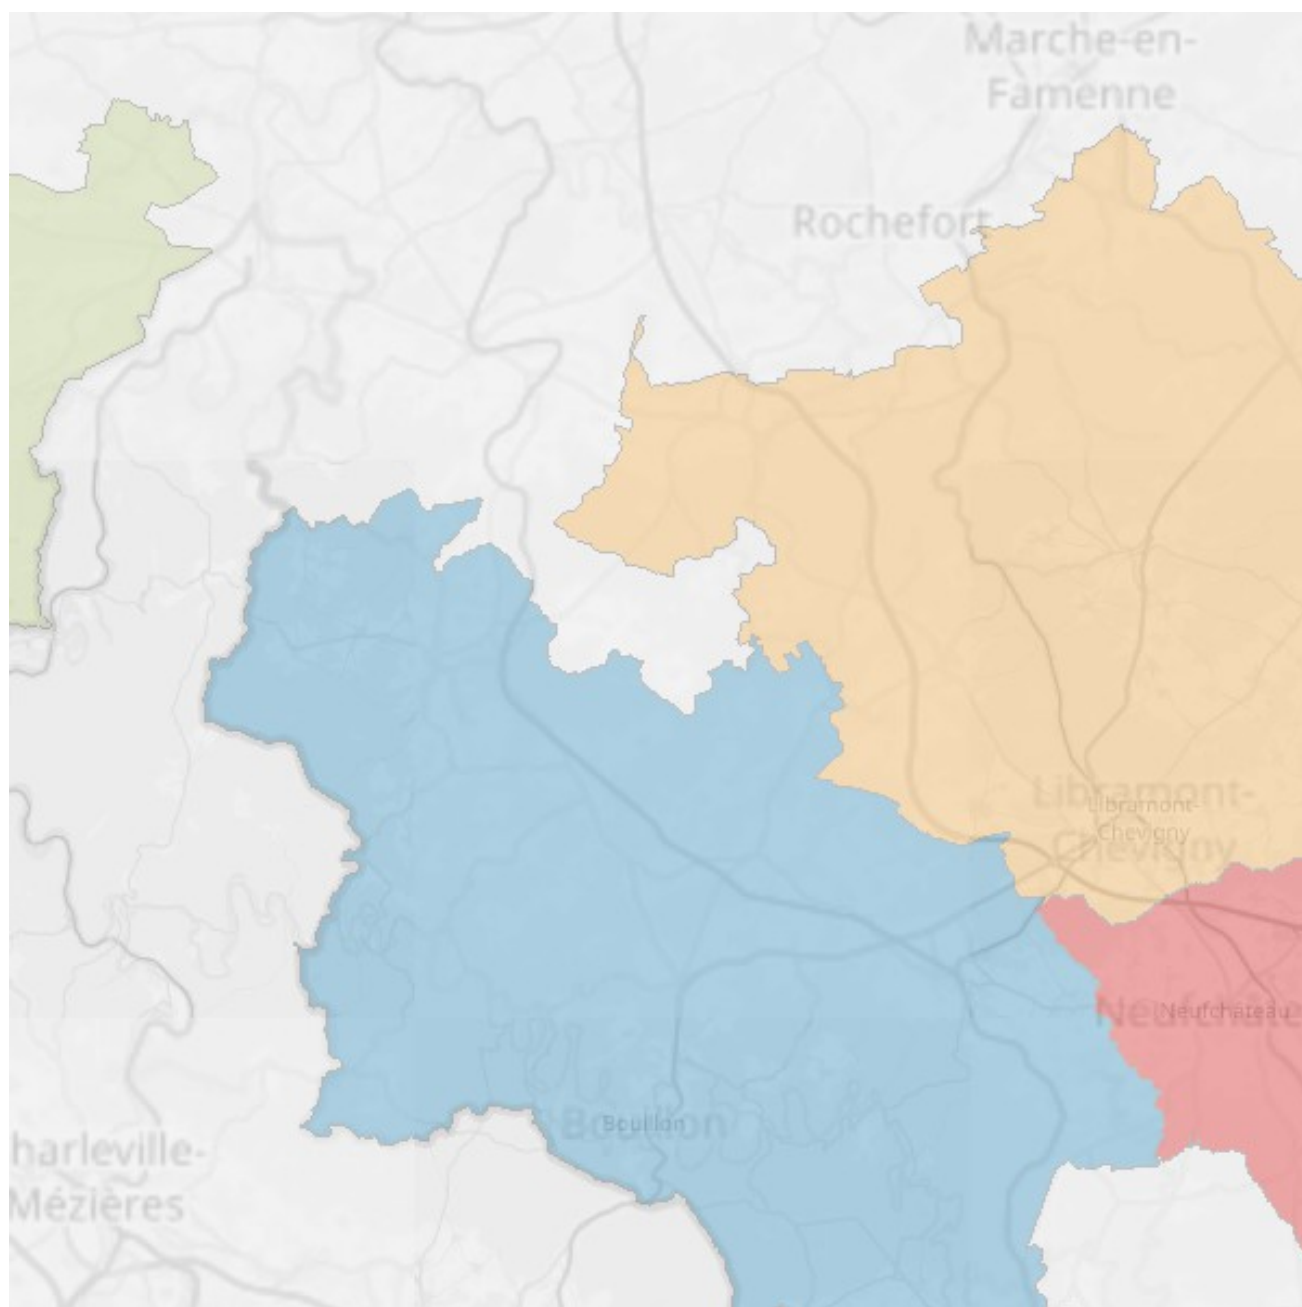 Marche-en-
Famenne
Rochefort
Libramont-
Chevigny
Libramont-
Chevigny
Neufchâte
Neufchâteau
Bouillon
Bouillon
harleville-
Mézières